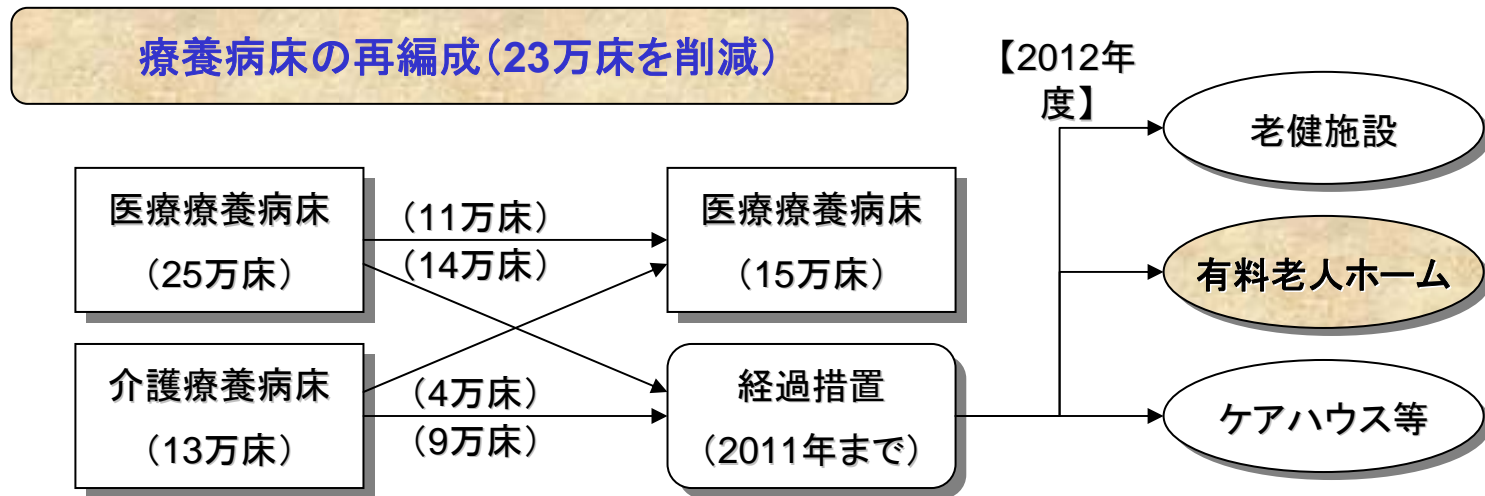 療養病床の再編成（23万床を削減）
【2012年
度】
老健施設
医療療養病床
（25万床）
（11万床）
（14万床）
医療療養病床
（15万床）
有料老人ホーム
介護療養病床
（13万床）
（4万床）
（9万床）
経過措置
（2011年まで）
ケアハウス等